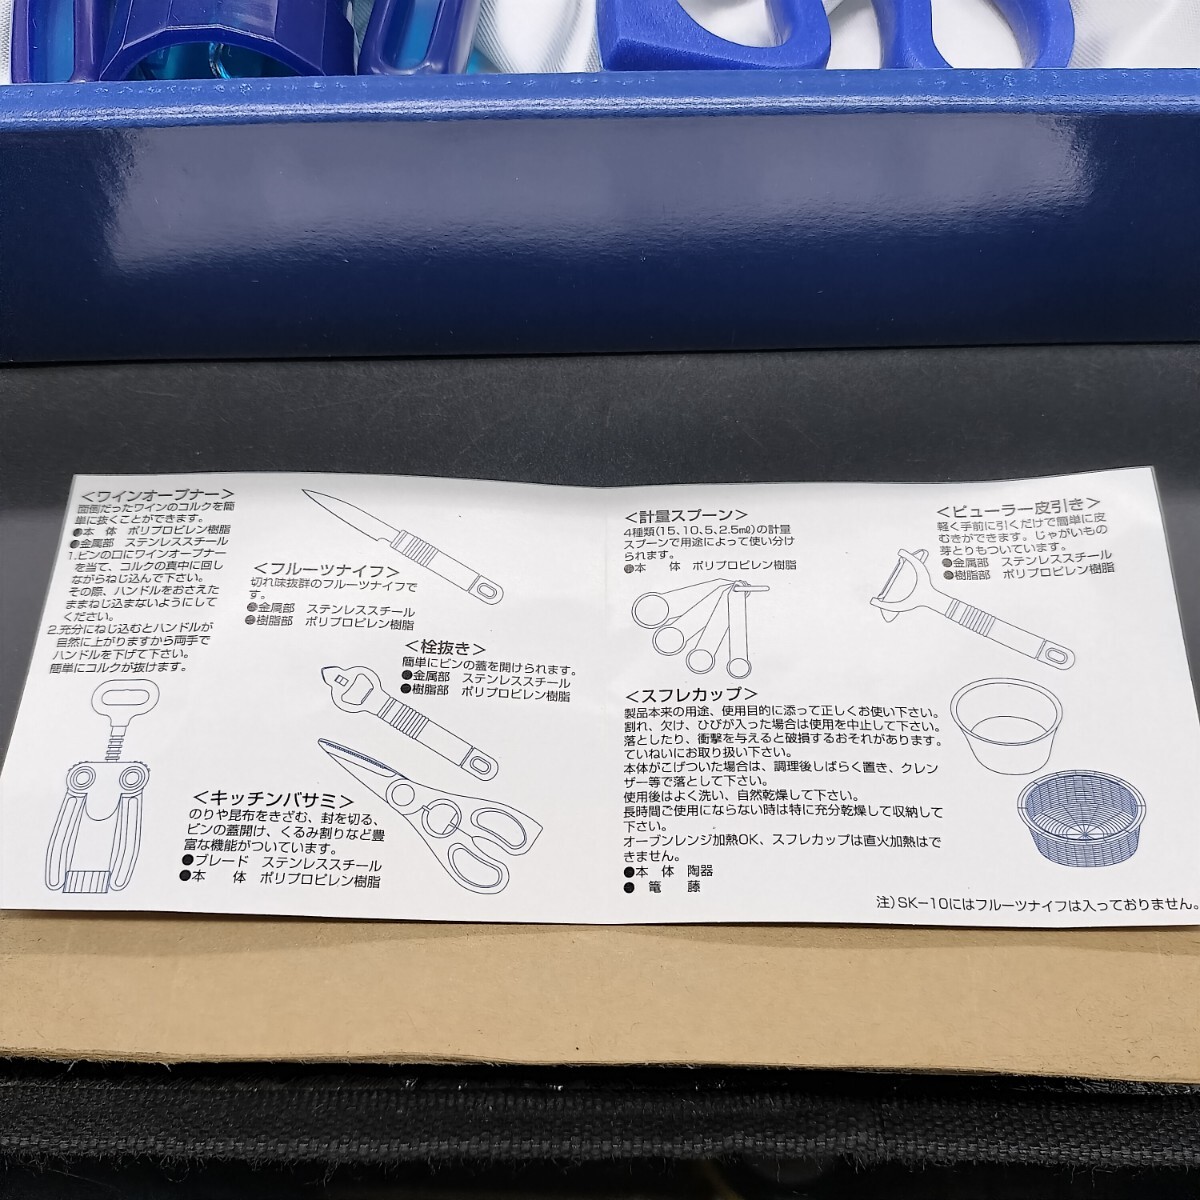 <ワインオープナー>
面倒だったワインのコルクを簡
単に抜くことができます。
●本　体　ポリプロピレン樹脂
●金属部　ステンレススチール
1.ビンの口にワインオープナー
を当て、コルクの真中に回し
ながらねじ込んで下さい。
その際、ハンドルをおさえた
ままねじ込まないようにして
ください。
2.充分にねじ込むとハンドルが
自然に上がりますから両手で
ハンドルを下げて下さい。
簡単にコルクが抜けます。
<フルーツナイフ>
切れ味抜群のフルーツナイフで
す。
●金属部　ステンレススチール
●樹脂部　ポリプロピレン樹脂
<栓抜き>
簡単にビンの蓋を開けられます。
●金属部　ステンレススチール
●樹脂部　ポリプロピレン樹脂
<キッチンバサミ>
のりや昆布をきざむ、封を切る、
ビンの蓋開け、くるみ割りなど豊
富な機能がついています。
●ブレード　ステンレススチール
●本　体　ポリプロピレン樹脂
<計量スプーン>
4種類(15、10、5、2.5㎖)の計量
スプーンで用途によって使い分け
られます。
●本　体　ポリプロピレン樹脂
<スフレカップ>
製品本来の用途、使用目的に添って正しくお使い下さい。
割れ、欠け、ひびが入った場合は使用を中止して下さい。
落としたり、衝撃を与えると破損するおそれがあります。
ていねいにお取り扱い下さい。
本体がこげついた場合は、調理後しばらく置き、クレン
ザー等で落として下さい。
使用後はよく洗い、自然乾燥して下さい。
長時間ご使用にならない時は特に充分乾燥して収納して
下さい。
オーブンレンジ加熱OK、スフレカップは直火加熱はで
きません。
●本　体　陶器
●　篭　　藤
<ピューラー皮引き>
軽く手前に引くだけで簡単に皮
むきができます。じゃがいもの
芽とりもついています。
●金属部　ステンレススチール
●樹脂部　ポリプロピレン樹脂
注)SK-10にはフルーツナイフは入っておりません。